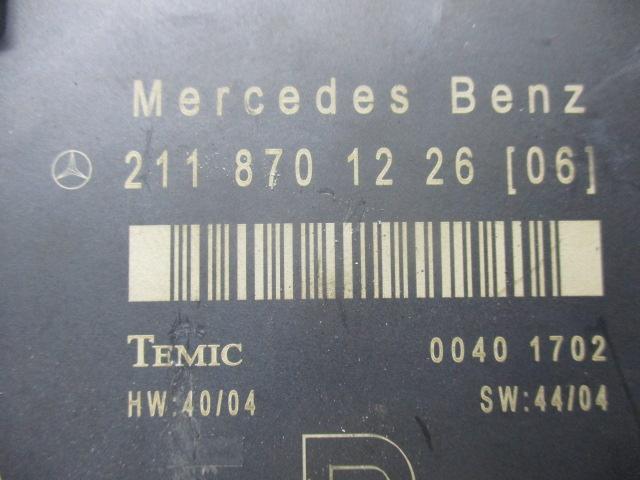 Mercedes Benz
211 870 12 26 [06]
TEMIC 0040 1702
HW:40/04 SW:44/04